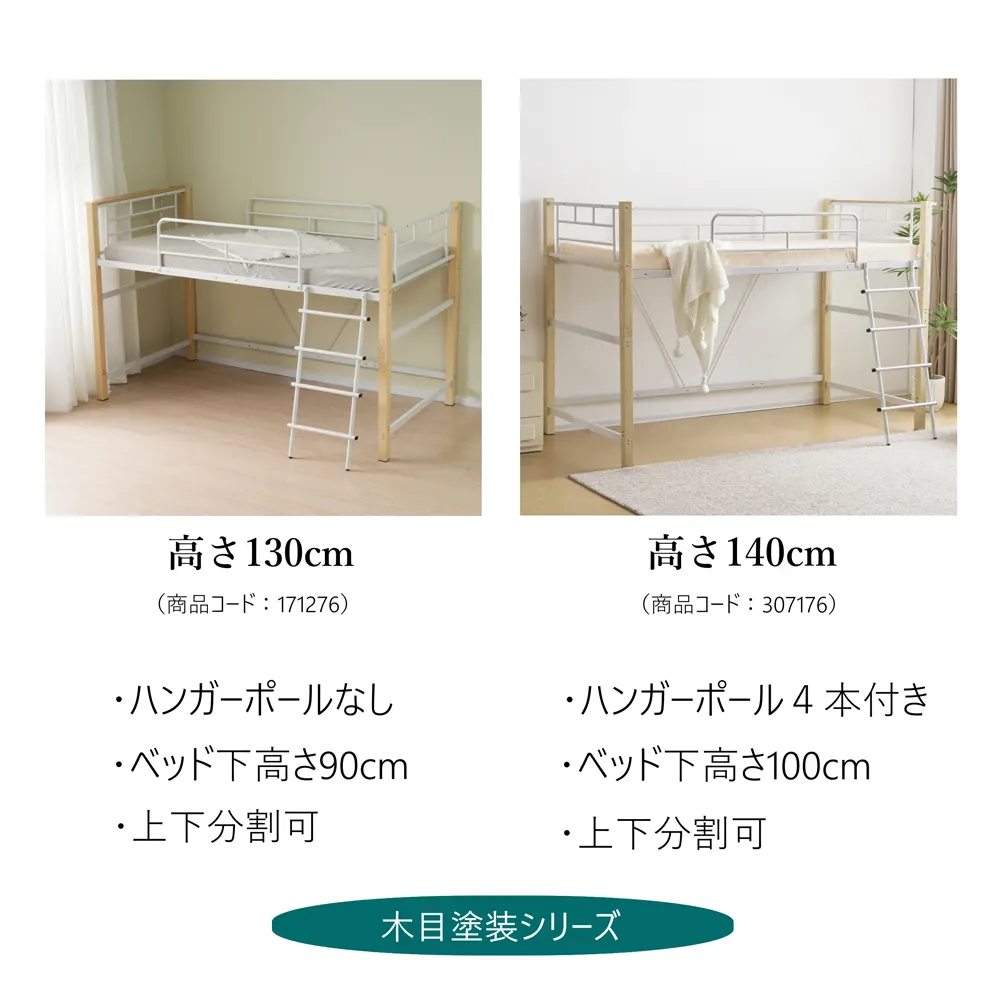 高さ130cm
（商品コード：171276）
・ハンガーポールなし
・ベッド下高さ90cm
・上下分割可
高さ140cm
（商品コード：307176）
・ハンガーポール４本付き
・ベッド下高さ100cm
・上下分割可
木目塗装シリーズ